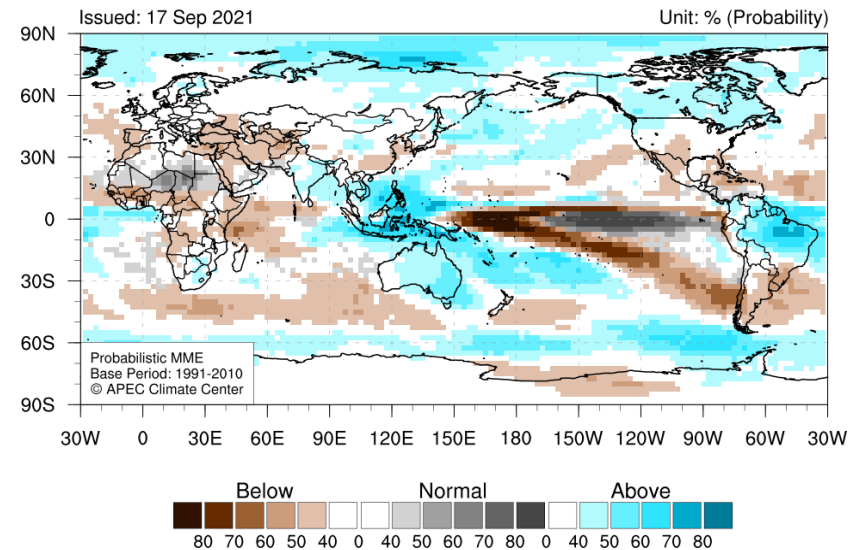 Issued: 17 Sep 2021 Unit: % (Probability)
90N
60N
30N
0
30S
60S
90S
Probabilistic MME
Base Period: 1991-2010
© APEC Climate Center
30W 0 30E 60E 90E 120E 150E 180 150W 120W 90W 60W 30W
Below Normal Above
80 70 60 50 40 0 40 50 60 70 80 0 40 50 60 70 80